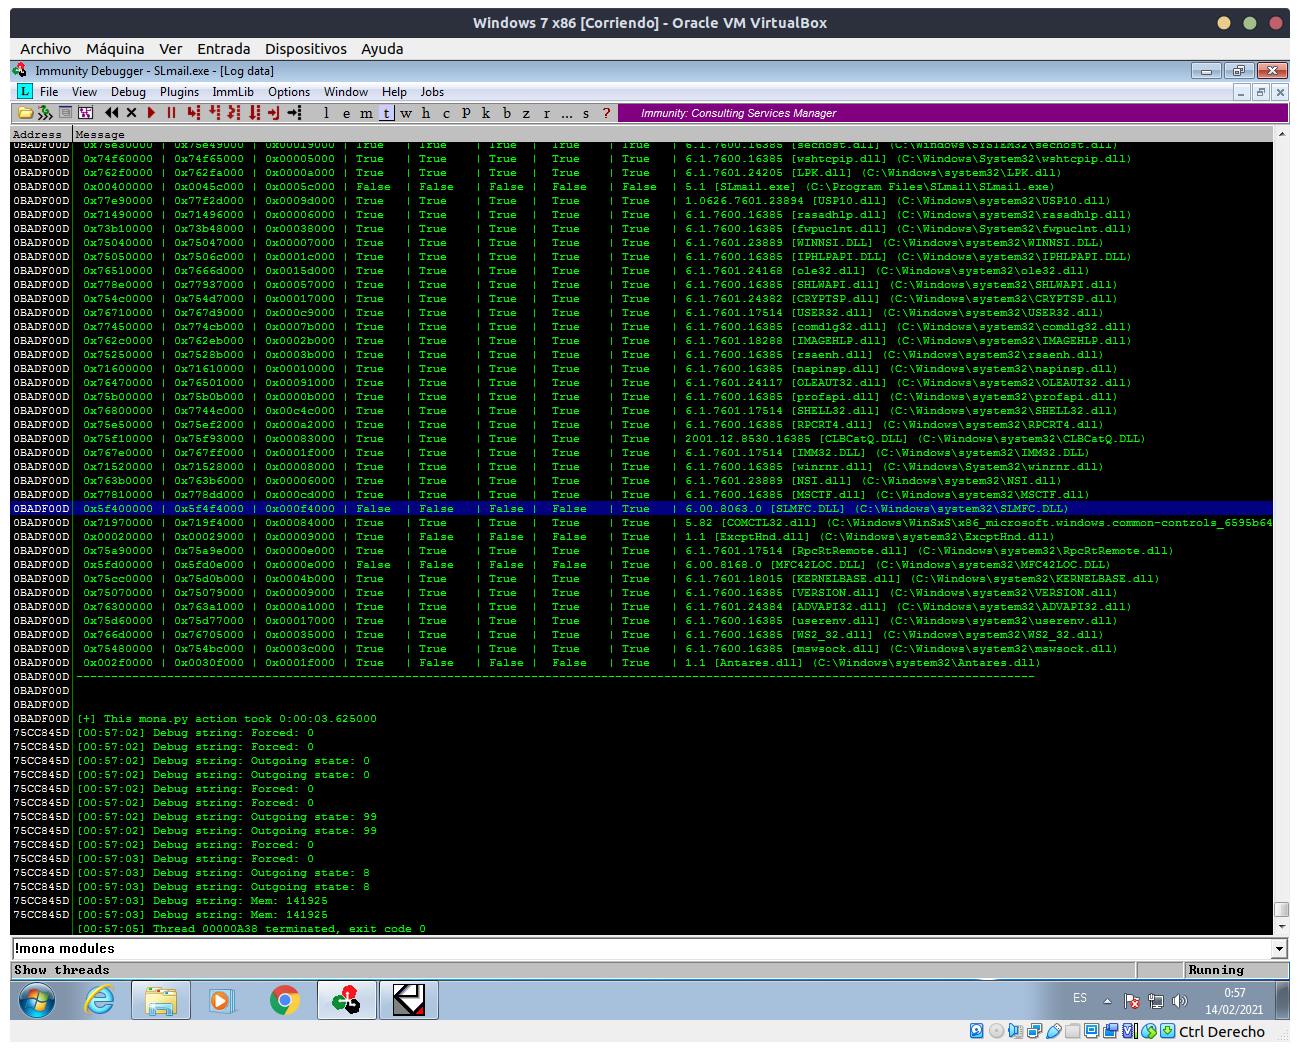 Windows 7 x86 [Corriendo] - Oracle VM VirtualBox
Archivo Máquina Ver Entrada Dispositivos Ayuda
Immunity Debugger - SLmail.exe - [Log data]
L File View Debug Plugins ImmLib Options Window Help Jobs
l e m t w h c P k b z r ... s ? Immunity: Consulting Services Manager
Address Message
0BADF00D 0x75e30000 | 0x75e49000 | 0x00019000 | True | True | True | True | True | 6.1.7600.16385 [sechost.dll] (C:\Windows\SYSTEM32\sechost.dll)
0BADF00D 0x74f60000 | 0x74f65000 | 0x00005000 | True | True | True | True | True | 6.1.7600.16385 [wshtcpip.dll] (C:\Windows\System32\wshtcpip.dll)
0BADF00D 0x762f0000 | 0x762fa000 | 0x0000a000 | True | True | True | True | True | 6.1.7601.24205 [LPK.dll] (C:\Windows\system32\LPK.dll)
0BADF00D 0x00400000 | 0x0045c000 | 0x0005c000 | False | False | False | False | False | 5.1 [SLmail.exe] (C:\Program Files\SLmail\SLmail.exe)
0BADF00D 0x77e90000 | 0x77f2d000 | 0x0009d000 | True | True | True | True | True | 1.0626.7601.23894 [USP10.dll] (C:\Windows\system32\USP10.dll)
0BADF00D 0x71490000 | 0x71496000 | 0x00006000 | True | True | True | True | True | 6.1.7600.16385 [rasadhlp.dll] (C:\Windows\system32\rasadhlp.dll)
0BADF00D 0x73b10000 | 0x73b48000 | 0x00038000 | True | True | True | True | True | 6.1.7600.16385 [fwpuclnt.dll] (C:\Windows\System32\fwpuclnt.dll)
0BADF00D 0x75040000 | 0x75047000 | 0x00007000 | True | True | True | True | True | 6.1.7601.23889 [WINNSI.DLL] (C:\Windows\system32\WINNSI.DLL)
0BADF00D 0x75050000 | 0x7506c000 | 0x0001c000 | True | True | True | True | True | 6.1.7600.16385 [IPHLPAPI.DLL] (C:\Windows\system32\IPHLPAPI.DLL)
0BADF00D 0x76510000 | 0x7666d000 | 0x0015d000 | True | True | True | True | True | 6.1.7601.24168 [ole32.dll] (C:\Windows\system32\ole32.dll)
0BADF00D 0x778e0000 | 0x77937000 | 0x00057000 | True | True | True | True | True | 6.1.7600.16385 [SHLWAPI.dll] (C:\Windows\system32\SHLWAPI.dll)
0BADF00D 0x754c0000 | 0x754d7000 | 0x00017000 | True | True | True | True | True | 6.1.7601.24382 [CRYPTSP.dll] (C:\Windows\system32\CRYPTSP.dll)
0BADF00D 0x76710000 | 0x767d9000 | 0x000c9000 | True | True | True | True | True | 6.1.7601.17514 [USER32.dll] (C:\Windows\system32\USER32.dll)
0BADF00D 0x77450000 | 0x774cb000 | 0x0007b000 | True | True | True | True | True | 6.1.7600.16385 [comdlg32.dll] (C:\Windows\system32\comdlg32.dll)
0BADF00D 0x762c0000 | 0x762eb000 | 0x0002b000 | True | True | True | True | True | 6.1.7601.18288 [IMAGEHLP.dll] (C:\Windows\system32\IMAGEHLP.dll)
0BADF00D 0x75250000 | 0x7528b000 | 0x0003b000 | True | True | True | True | True | 6.1.7600.16385 [rsaenh.dll] (C:\Windows\system32\rsaenh.dll)
0BADF00D 0x71600000 | 0x71610000 | 0x00010000 | True | True | True | True | True | 6.1.7600.16385 [napinsp.dll] (C:\Windows\system32\napinsp.dll)
0BADF00D 0x76470000 | 0x76501000 | 0x00091000 | True | True | True | True | True | 6.1.7601.24117 [OLEAUT32.dll] (C:\Windows\system32\OLEAUT32.dll)
0BADF00D 0x75b00000 | 0x75b0b000 | 0x0000b000 | True | True | True | True | True | 6.1.7600.16385 [profapi.dll] (C:\Windows\system32\profapi.dll)
0BADF00D 0x76800000 | 0x7744c000 | 0x00c4c000 | True | True | True | True | True | 6.1.7601.17514 [SHELL32.dll] (C:\Windows\system32\SHELL32.dll)
0BADF00D 0x75e50000 | 0x75ef2000 | 0x000a2000 | True | True | True | True | True | 6.1.7600.16385 [RPCRT4.dll] (C:\Windows\system32\RPCRT4.dll)
0BADF00D 0x75f10000 | 0x75f93000 | 0x00083000 | True | True | True | True | True | 2001.12.8530.16385 [CLBCatQ.DLL] (C:\Windows\system32\CLBCatQ.DLL)
0BADF00D 0x767e0000 | 0x767ff000 | 0x0001f000 | True | True | True | True | True | 6.1.7601.17514 [IMM32.DLL] (C:\Windows\system32\IMM32.DLL)
0BADF00D 0x71520000 | 0x71528000 | 0x00008000 | True | True | True | True | True | 6.1.7600.16385 [winrnr.dll] (C:\Windows\System32\winrnr.dll)
0BADF00D 0x763b0000 | 0x763b6000 | 0x00006000 | True | True | True | True | True | 6.1.7601.23889 [NSI.dll] (C:\Windows\system32\NSI.dll)
0BADF00D 0x77810000 | 0x778dd000 | 0x000cd000 | True | True | True | True | True | 6.1.7600.16385 [MSCTF.dll] (C:\Windows\system32\MSCTF.dll)
0BADF00D 0x5f400000 | 0x5f4f4000 | 0x000f4000 | False | False | False | False | True | 6.00.8063.0 [SLMFC.DLL] (C:\Windows\system32\SLMFC.DLL)
0BADF00D 0x71970000 | 0x719f4000 | 0x00084000 | True | True | True | True | True | 5.82 [COMCTL32.dll] (C:\Windows\WinSxS\x86_microsoft.windows.common-controls_6595b64
0BADF00D 0x00020000 | 0x00029000 | 0x00009000 | True | False | False | False | True | 1.1 [ExcptHnd.dll] (C:\Windows\system32\ExcptHnd.dll)
0BADF00D 0x75a90000 | 0x75a9e000 | 0x0000e000 | True | True | True | True | True | 6.1.7601.17514 [RpcRtRemote.dll] (C:\Windows\system32\RpcRtRemote.dll)
0BADF00D 0x5fd00000 | 0x5fd0e000 | 0x0000e000 | False | False | False | False | True | 6.00.8168.0 [MFC42LOC.DLL] (C:\Windows\system32\MFC42LOC.DLL)
0BADF00D 0x75cc0000 | 0x75d0b000 | 0x0004b000 | True | True | True | True | True | 6.1.7601.18015 [KERNELBASE.dll] (C:\Windows\system32\KERNELBASE.dll)
0BADF00D 0x75070000 | 0x75079000 | 0x00009000 | True | True | True | True | True | 6.1.7600.16385 [VERSION.dll] (C:\Windows\system32\VERSION.dll)
0BADF00D 0x76300000 | 0x763a1000 | 0x000a1000 | True | True | True | True | True | 6.1.7601.24384 [ADVAPI32.dll] (C:\Windows\system32\ADVAPI32.dll)
0BADF00D 0x75d60000 | 0x75d77000 | 0x00017000 | True | True | True | True | True | 6.1.7600.16385 [userenv.dll] (C:\Windows\system32\userenv.dll)
0BADF00D 0x766d0000 | 0x76705000 | 0x00035000 | True | True | True | True | True | 6.1.7600.16385 [WS2_32.dll] (C:\Windows\system32\WS2_32.dll)
0BADF00D 0x75480000 | 0x754bc000 | 0x0003c000 | True | True | True | True | True | 6.1.7600.16385 [mswsock.dll] (C:\Windows\system32\mswsock.dll)
0BADF00D 0x002f0000 | 0x0030f000 | 0x0001f000 | True | False | False | False | True | 1.1 [Antares.dll] (C:\Windows\system32\Antares.dll)
0BADF00D ----------------------------------------------------------------------
0BADF00D
0BADF00D
0BADF00D [+] This mona.py action took 0:00:03.625000
75CC845D [00:57:02] Debug string: Forced: 0
75CC845D [00:57:02] Debug string: Forced: 0
75CC845D [00:57:02] Debug string: Outgoing state: 0
75CC845D [00:57:02] Debug string: Outgoing state: 0
75CC845D [00:57:02] Debug string: Forced: 0
75CC845D [00:57:02] Debug string: Forced: 0
75CC845D [00:57:02] Debug string: Outgoing state: 99
75CC845D [00:57:02] Debug string: Outgoing state: 99
75CC845D [00:57:02] Debug string: Forced: 0
75CC845D [00:57:03] Debug string: Forced: 0
75CC845D [00:57:03] Debug string: Outgoing state: 8
75CC845D [00:57:03] Debug string: Outgoing state: 8
75CC845D [00:57:03] Debug string: Mem: 141925
75CC845D [00:57:03] Debug string: Mem: 141925
[00:57:05] Thread 00000A38 terminated, exit code 0
!mona modules
Show threads Running
ES 0:57
14/02/2021
Ctrl Derecho